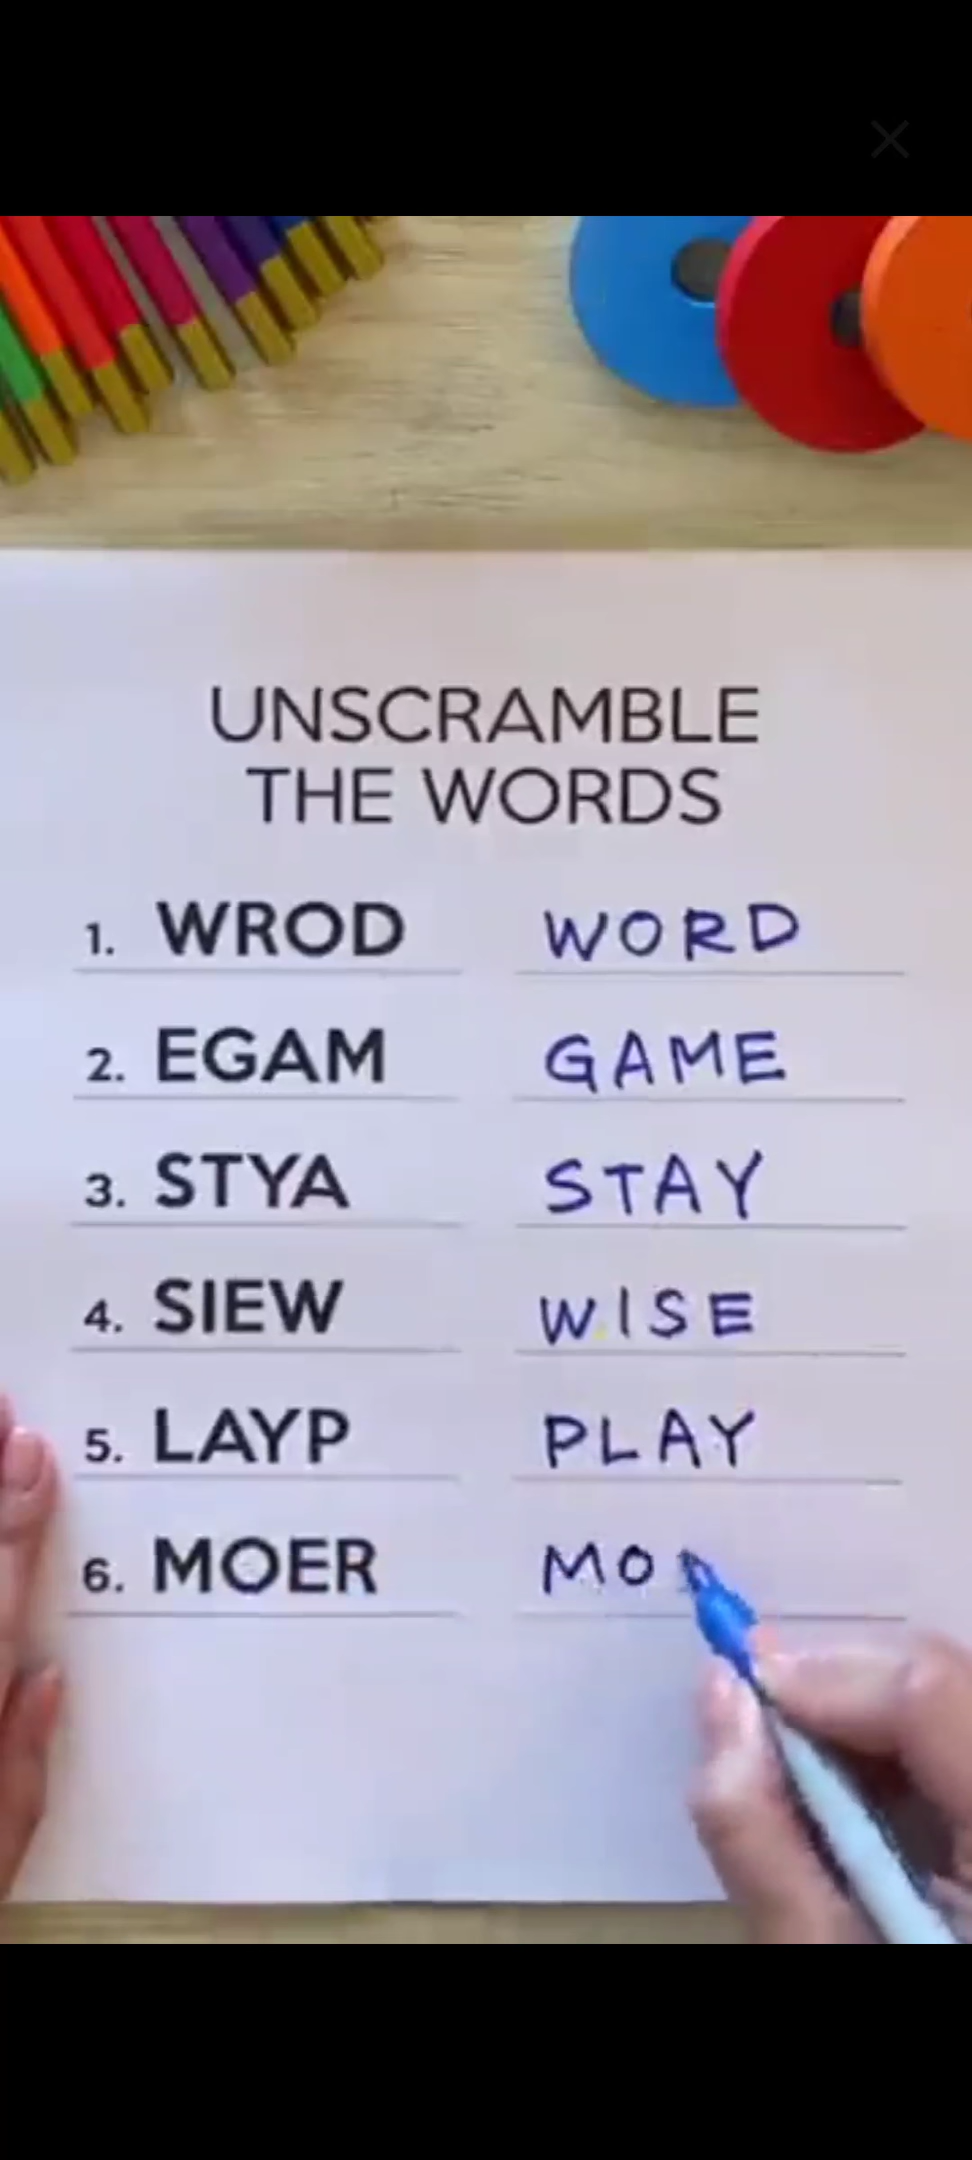 UNSCRAMBLE
THE WORDS
1. WROD WORD
2. EGAM GAME
3. STYA STAY
4. SIEW WISE
5. LAYP PLAY
6. MOER MO